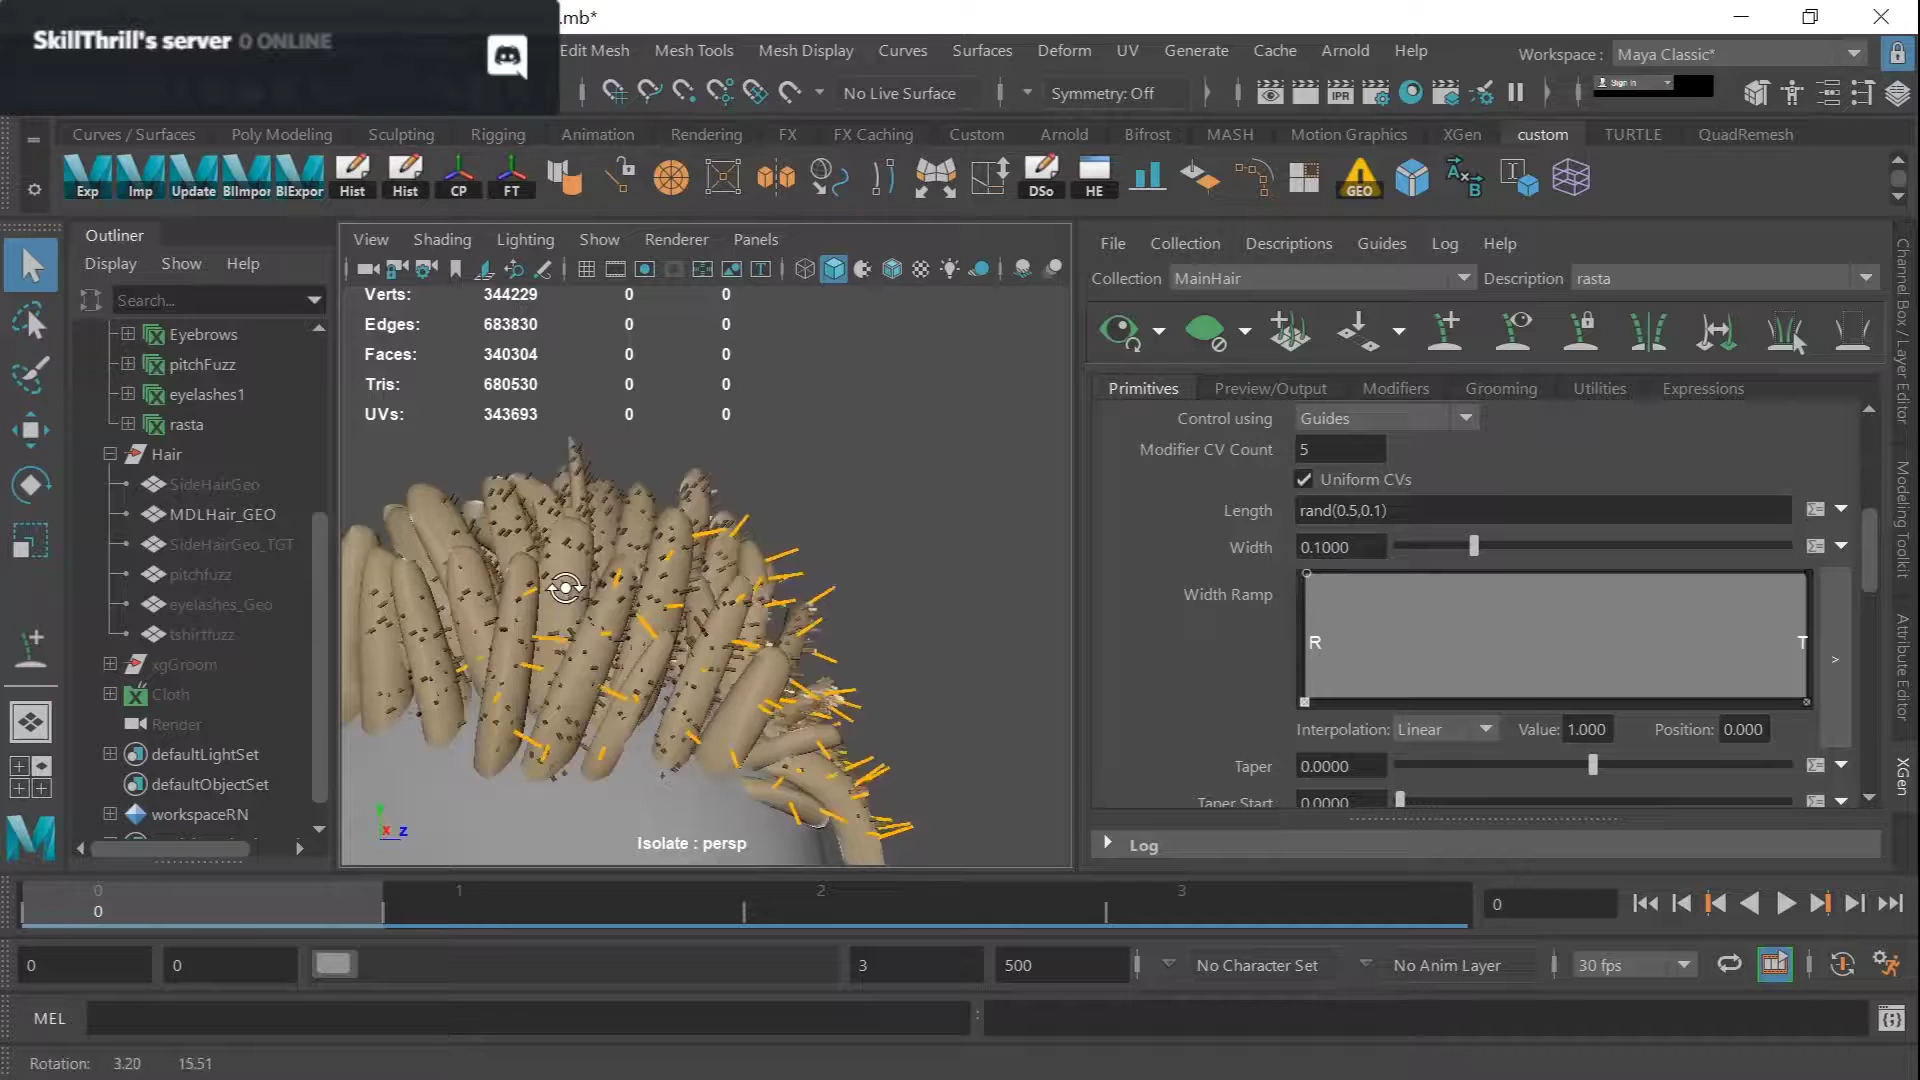 SkillThrill's server 0 ONLINE
.mb*
Edit Mesh Mesh Tools Mesh Display Curves Surfaces Deform UV Generate Cache Arnold Help
Workspace : Maya Classic*
No Live Surface Symmetry: Off IPR Sign In
Curves / Surfaces Poly Modeling Sculpting Rigging Animation Rendering FX FX Caching Custom Arnold Bifrost MASH Motion Graphics XGen custom TURTLE QuadRemesh
Exp Imp Update BlImpor BlExpor Hist Hist CP FT DSo HE GEO
Outliner
Display Show Help
Search...
Eyebrows
pitchFuzz
eyelashes1
rasta
Hair
SideHairGeo
MDLHair_GEO
SideHairGeo_TGT
pitchfuzz
eyelashes_Geo
tshirtfuzz
xgGroom
Cloth
Render
defaultLightSet
defaultObjectSet
workspaceRN
View Shading Lighting Show Renderer Panels
Verts: 344229 0 0
Edges: 683830 0 0
Faces: 340304 0 0
Tris: 680530 0 0
UVs: 343693 0 0
x z
Isolate : persp
File Collection Descriptions Guides Log Help
Collection MainHair Description rasta
Primitives Preview/Output Modifiers Grooming Utilities Expressions
Control using Guides
Modifier CV Count 5
Uniform CVs
Length rand(0.5,0.1)
Width 0.1000
Width Ramp
R T
>
Interpolation: Linear Value: 1.000 Position: 0.000
Taper 0.0000
Taper Start 0.0000
Log
Channel Box / Layer Editor
Modeling Toolkit
Attribute Editor
XGen
0 1 2 3
0
0
0 0 3 500 No Character Set No Anim Layer 30 fps
MEL
Rotation: 3.20 15.51